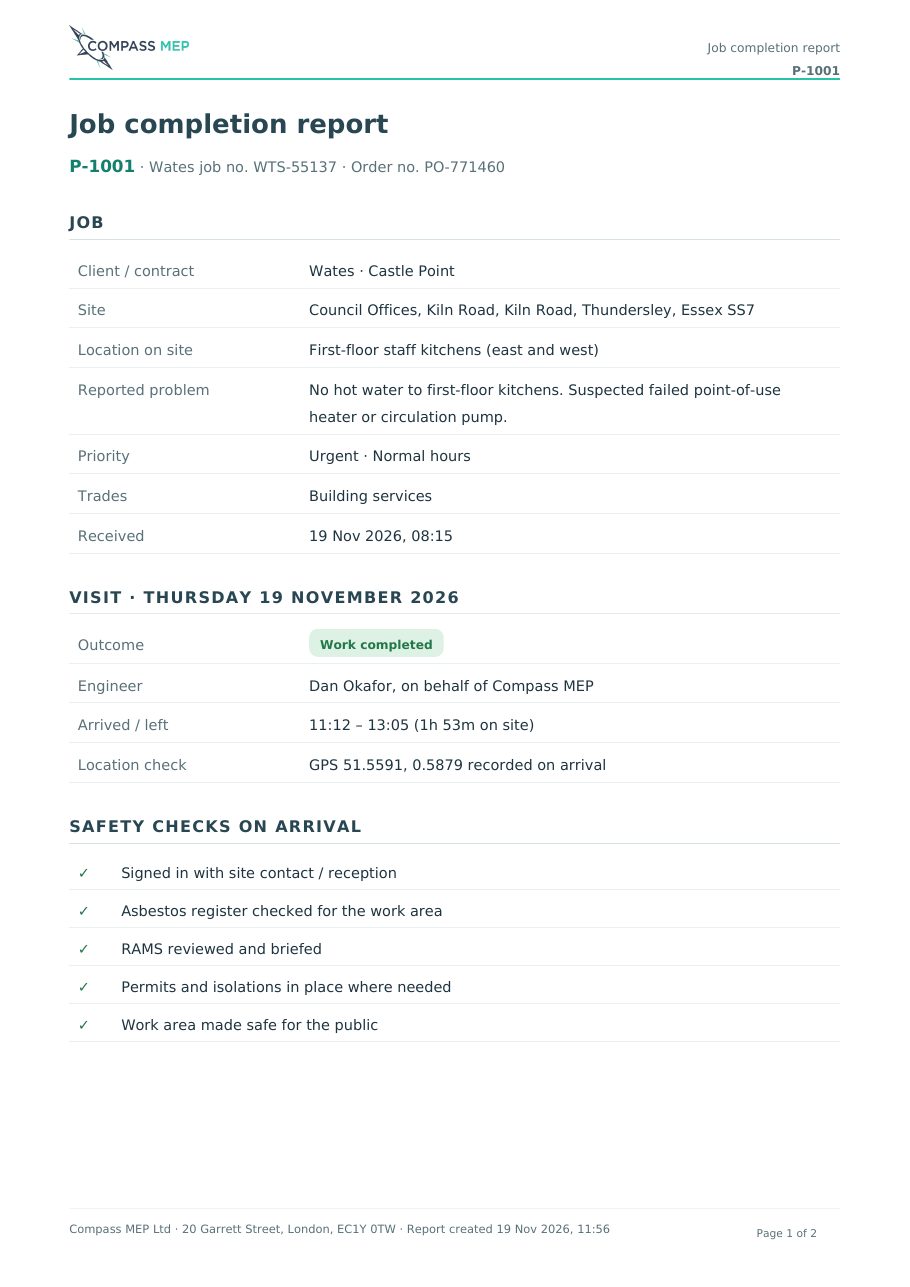 COMPASS MEP
Job completion report
P-1001
Job completion report
P-1001 · Wates job no. WTS-55137 · Order no. PO-771460
JOB
Client / contract Wates · Castle Point
Site Council Offices, Kiln Road, Kiln Road, Thundersley, Essex SS7
Location on site First-floor staff kitchens (east and west)
Reported problem No hot water to first-floor kitchens. Suspected failed point-of-use
heater or circulation pump.
Priority Urgent · Normal hours
Trades Building services
Received 19 Nov 2026, 08:15
VISIT · THURSDAY 19 NOVEMBER 2026
Outcome Work completed
Engineer Dan Okafor, on behalf of Compass MEP
Arrived / left 11:12 – 13:05 (1h 53m on site)
Location check GPS 51.5591, 0.5879 recorded on arrival
SAFETY CHECKS ON ARRIVAL
✓ Signed in with site contact / reception
✓ Asbestos register checked for the work area
✓ RAMS reviewed and briefed
✓ Permits and isolations in place where needed
✓ Work area made safe for the public
Compass MEP Ltd · 20 Garrett Street, London, EC1Y 0TW · Report created 19 Nov 2026, 11:56
Page 1 of 2